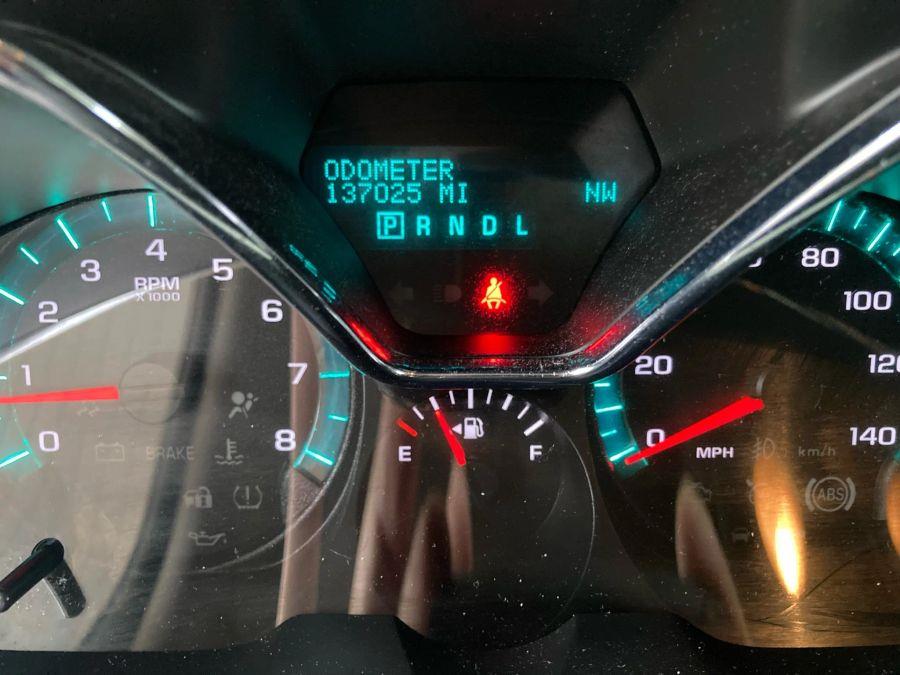 ODOMETER
137025 MI NW
P R N D L
0 1 2 3 4 5 6 7 8
RPM
X 1000
BRAKE
E F
0 20 80 100 120 140
MPH
km/h
ABS